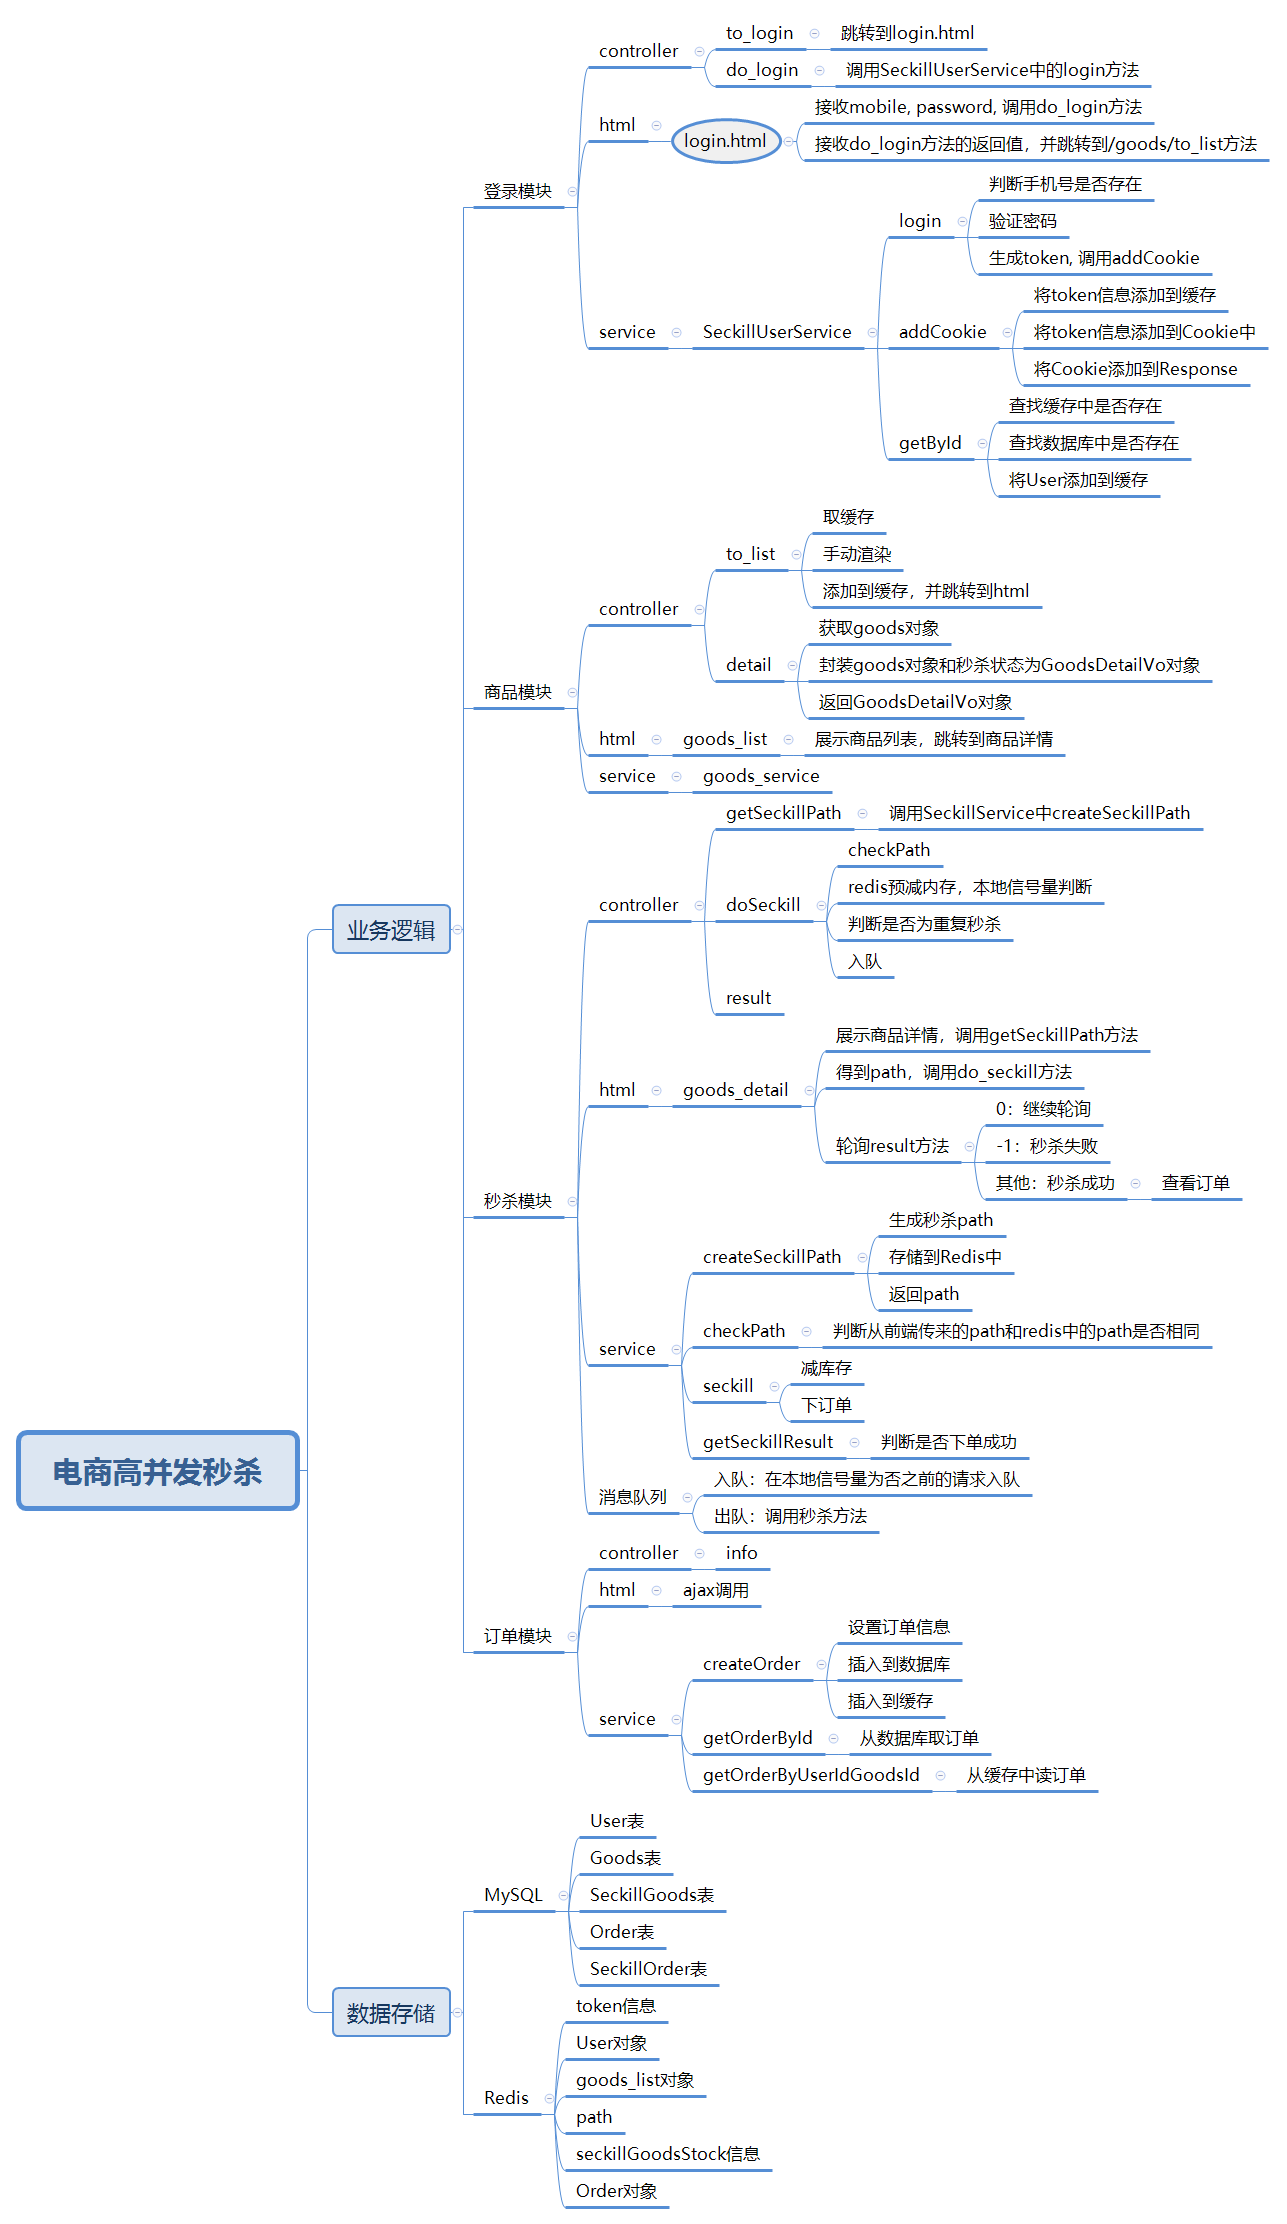 电商高并发秒杀
业务逻辑
登录模块
controller
to_login
跳转到login.html
do_login
调用SeckillUserService中的login方法
html
login.html
接收mobile, password, 调用do_login方法
接收do_login方法的返回值，并跳转到/goods/to_list方法
service
SeckillUserService
login
判断手机号是否存在
验证密码
生成token, 调用addCookie
addCookie
将token信息添加到缓存
将token信息添加到Cookie中
将Cookie添加到Response
getById
查找缓存中是否存在
查找数据库中是否存在
将User添加到缓存
商品模块
controller
to_list
取缓存
手动渲染
添加到缓存，并跳转到html
detail
获取goods对象
封装goods对象和秒杀状态为GoodsDetailVo对象
返回GoodsDetailVo对象
html
goods_list
展示商品列表，跳转到商品详情
service
goods_service
秒杀模块
controller
getSeckillPath
调用SeckillService中createSeckillPath
doSeckill
checkPath
redis预减内存，本地信号量判断
判断是否为重复秒杀
入队
result
html
goods_detail
展示商品详情，调用getSeckillPath方法
得到path，调用do_seckill方法
轮询result方法
0：继续轮询
-1：秒杀失败
其他：秒杀成功
查看订单
service
createSeckillPath
生成秒杀path
存储到Redis中
返回path
checkPath
判断从前端传来的path和redis中的path是否相同
seckill
减库存
下订单
getSeckillResult
判断是否下单成功
消息队列
入队：在本地信号量为否之前的请求入队
出队：调用秒杀方法
订单模块
controller
info
html
ajax调用
service
createOrder
设置订单信息
插入到数据库
插入到缓存
getOrderById
从数据库取订单
getOrderByUserIdGoodsId
从缓存中读订单
数据存储
MySQL
User表
Goods表
SeckillGoods表
Order表
SeckillOrder表
Redis
token信息
User对象
goods_list对象
path
seckillGoodsStock信息
Order对象